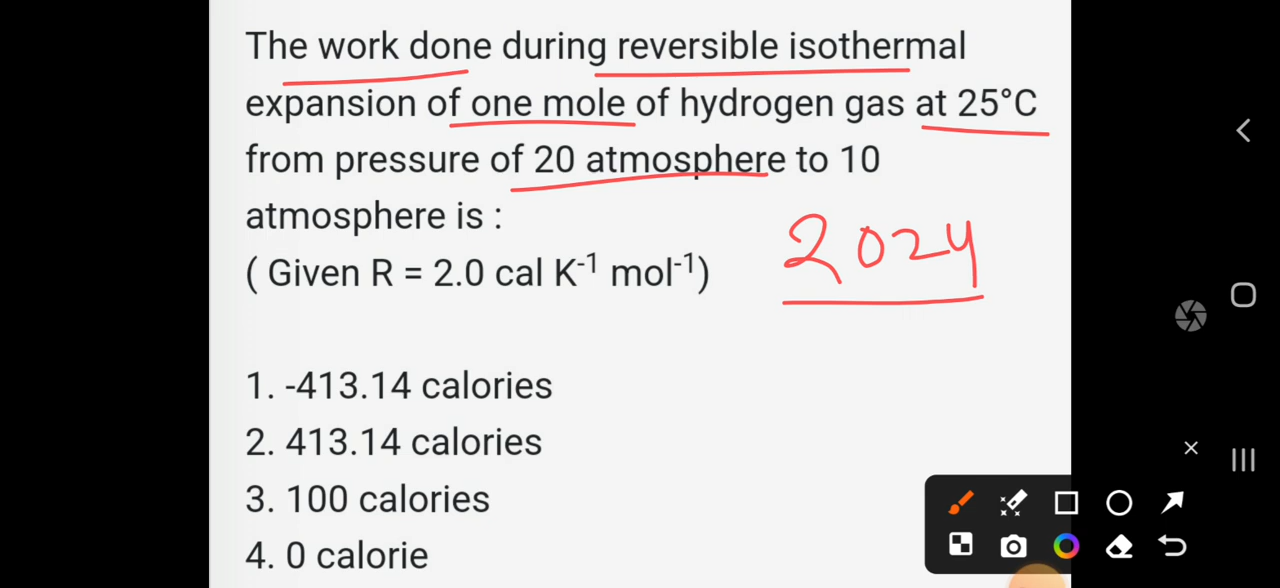 The work done during reversible isothermal
expansion of one mole of hydrogen gas at 25°C
from pressure of 20 atmosphere to 10
atmosphere is :
( Given R = 2.0 cal K⁻¹ mol⁻¹)
2024
1. -413.14 calories
2. 413.14 calories
3. 100 calories
4. 0 calorie